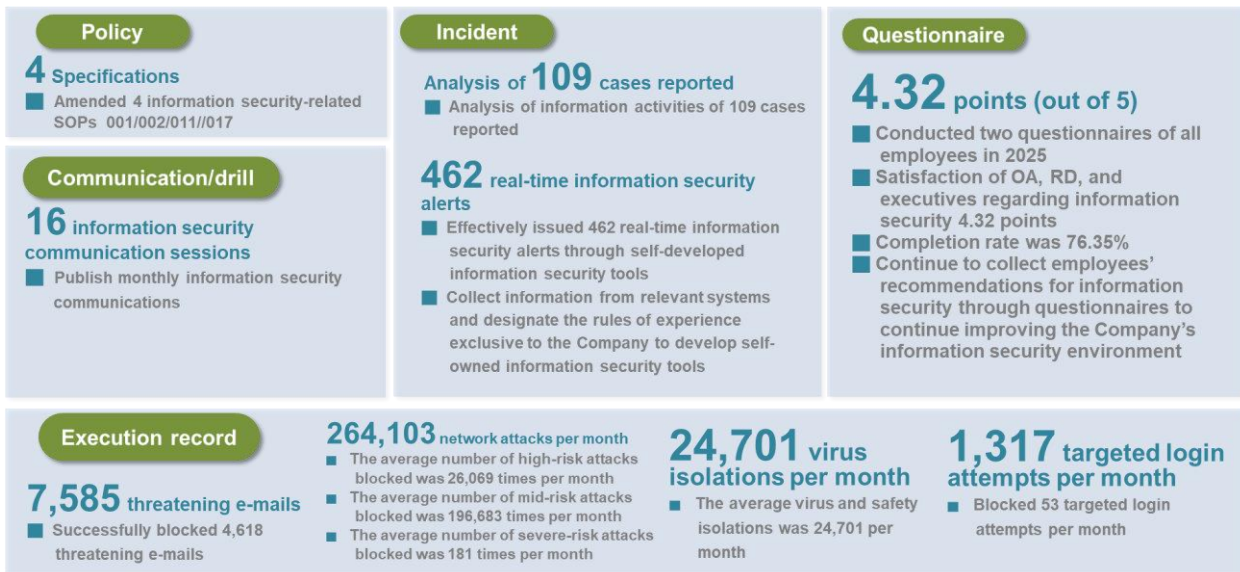 Policy
4 Specifications
Amended 4 information security-related
SOPs 001/002/011//017
Communication/drill
16 information security
communication sessions
Publish monthly information security
communications
Incident
Analysis of 109 cases reported
Analysis of information activities of 109 cases
reported
462 real-time information security
alerts
Effectively issued 462 real-time information
security alerts through self-developed
information security tools
Collect information from relevant systems
and designate the rules of experience
exclusive to the Company to develop self-
owned information security tools
Questionnaire
4.32 points (out of 5)
Conducted two questionnaires of all
employees in 2025
Satisfaction of OA, RD, and
executives regarding information
security 4.32 points
Completion rate was 76.35%
Continue to collect employees’
recommendations for information
security through questionnaires to
continue improving the Company’s
information security environment
Execution record
7,585 threatening e-mails
Successfully blocked 4,618
threatening e-mails
264,103 network attacks per month
The average number of high-risk attacks
blocked was 26,069 times per month
The average number of mid-risk attacks
blocked was 196,683 times per month
The average number of severe-risk attacks
blocked was 181 times per month
24,701 virus
isolations per month
The average virus and safety
isolations was 24,701 per
month
1,317 targeted login
attempts per month
Blocked 53 targeted login
attempts per month